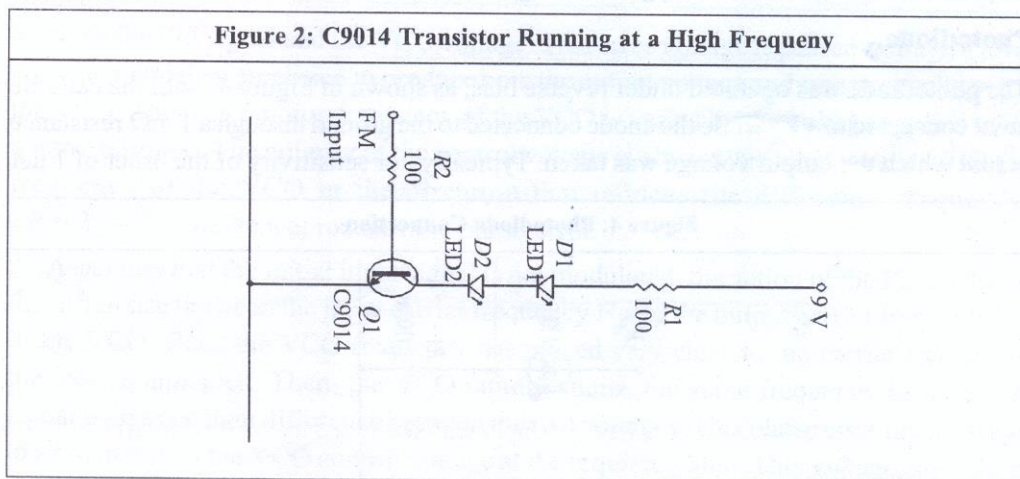 Figure 2: C9014 Transistor Running at a High Frequeny
FM
Input
R2
100
D2
LED2
D1
LED1
R1
100
9 V
Q1
C9014